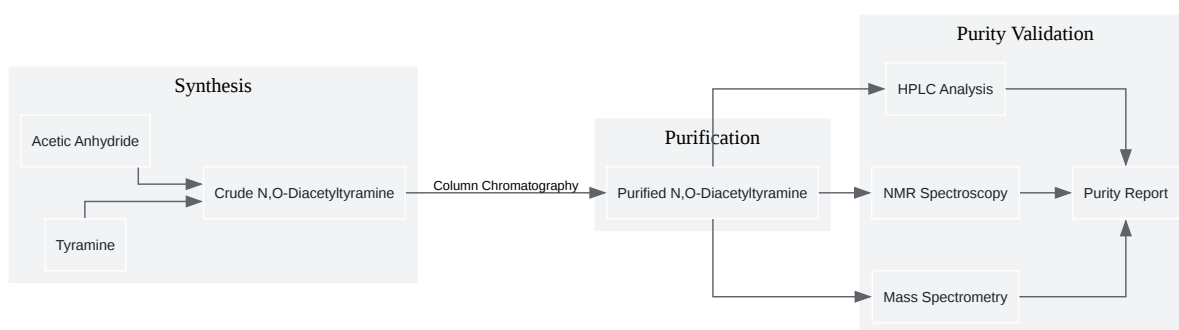 Purity Validation
Synthesis
HPLC Analysis
Purification
Acetic Anhydride
Crude N,O-Diacetyltyramine
Column Chromatography
Purified N,O-Diacetyltyramine
NMR Spectroscopy
Purity Report
Tyramine
Mass Spectrometry